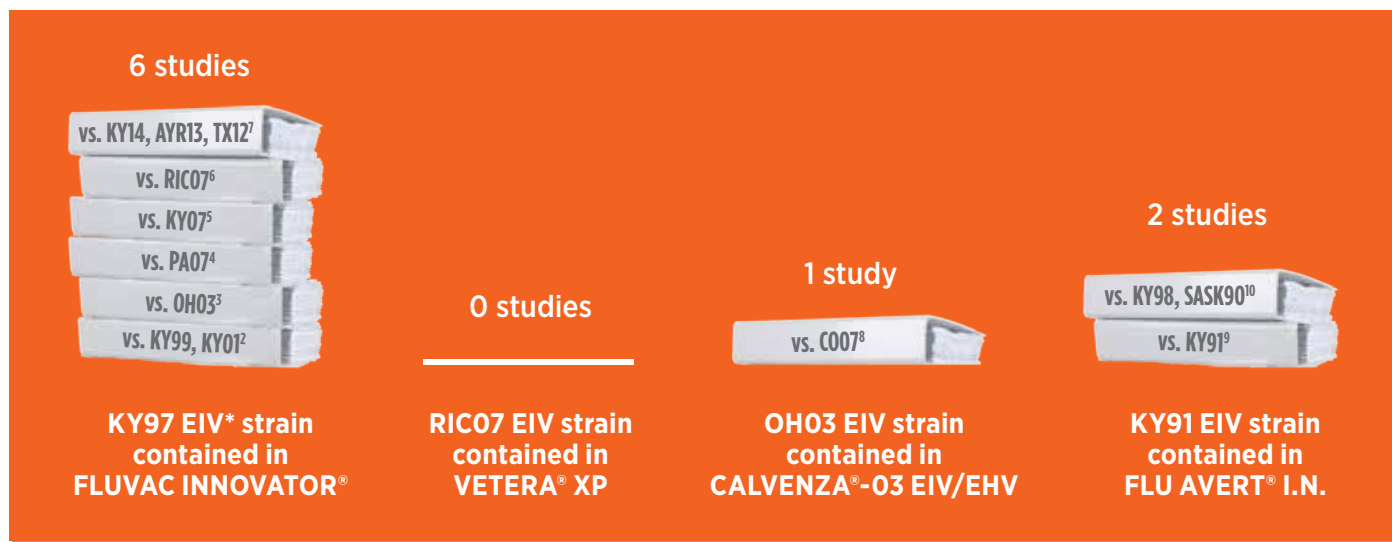 6 studies
vs. KY14, AYR13, TX12⁷
vs. RIC07⁶
vs. KY07⁵
vs. PA07⁴
vs. OH03³
vs. KY99, KY01²
KY97 EIV* strain
contained in
FLUVAC INNOVATOR®
0 studies
RIC07 EIV strain
contained in
VETERA® XP
1 study
vs. CO07⁸
OH03 EIV strain
contained in
CALVENZA®-03 EIV/EHV
2 studies
vs. KY98, SASK90¹⁰
vs. KY91⁹
KY91 EIV strain
contained in
FLU AVERT® I.N.